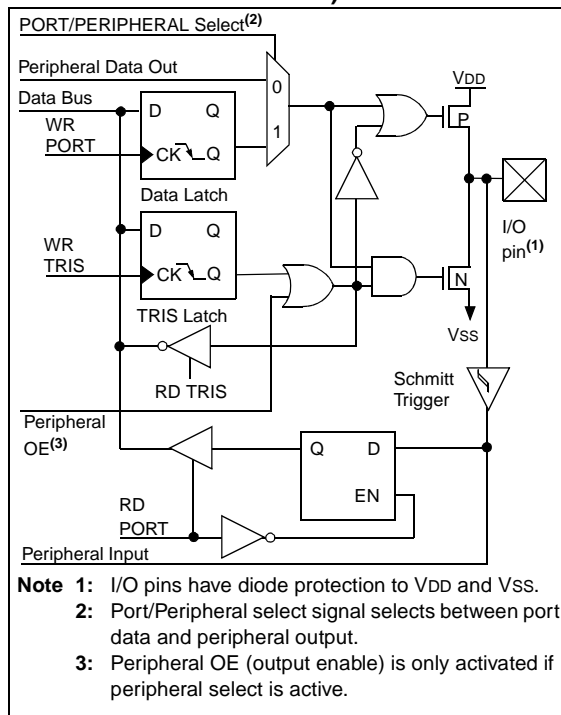 PORT/PERIPHERAL Select(2)
Peripheral Data Out
Data Bus
WR
PORT
D Q
CK Q
Data Latch
0
1
VDD
P
I/O
pin(1)
WR
TRIS
D Q
CK Q
TRIS Latch
N
VSS
RD TRIS
Schmitt
Trigger
Peripheral
OE(3)
Q D
EN
RD
PORT
Peripheral Input
Note 1: I/O pins have diode protection to VDD and VSS.
2: Port/Peripheral select signal selects between port
data and peripheral output.
3: Peripheral OE (output enable) is only activated if
peripheral select is active.